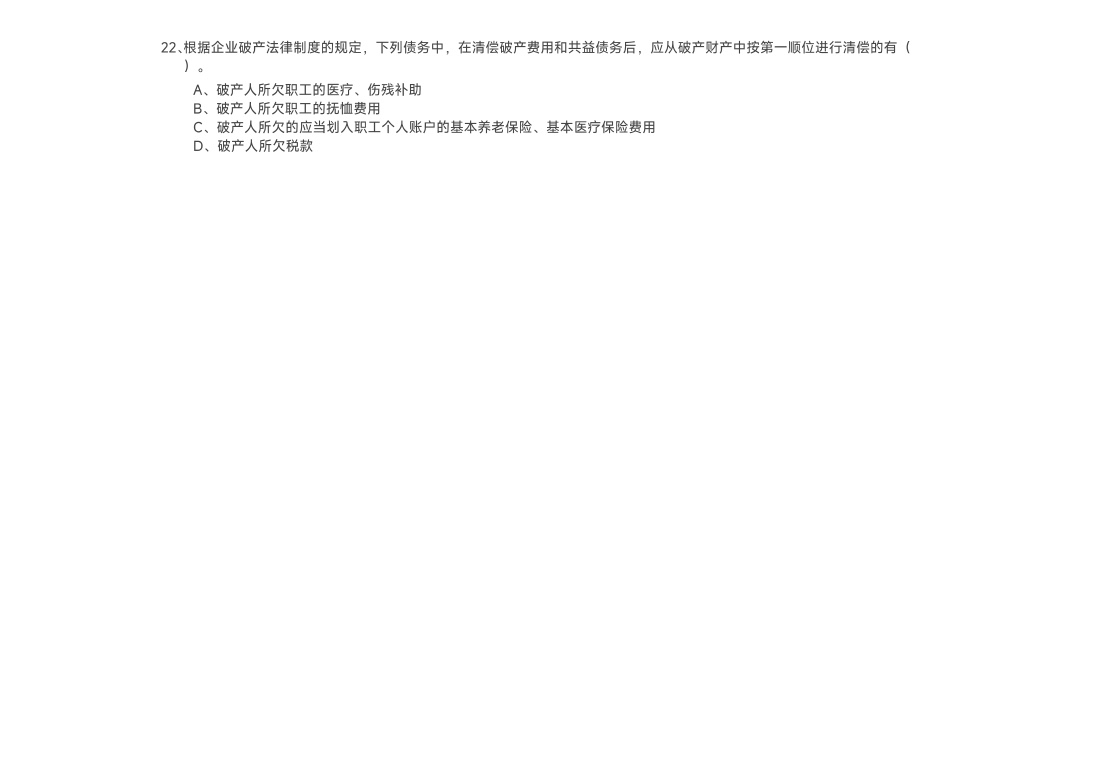 22、根据企业破产法律制度的规定，下列债务中，在清偿破产费用和共益债务后，应从破产财产中按第一顺位进行清偿的有（
）。
A、破产人所欠职工的医疗、伤残补助
B、破产人所欠职工的抚恤费用
C、破产人所欠的应当划入职工个人账户的基本养老保险、基本医疗保险费用
D、破产人所欠税款